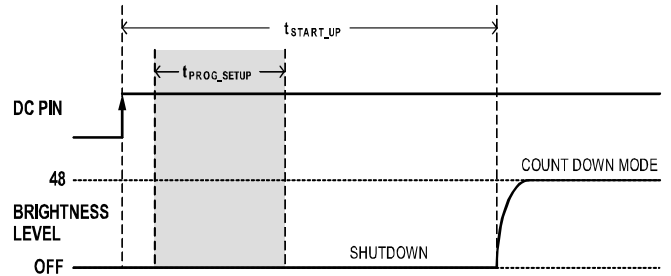 tSTART_UP
tPROG_SETUP
DC PIN
COUNT DOWN MODE
48
BRIGHTNESS
LEVEL
SHUTDOWN
OFF